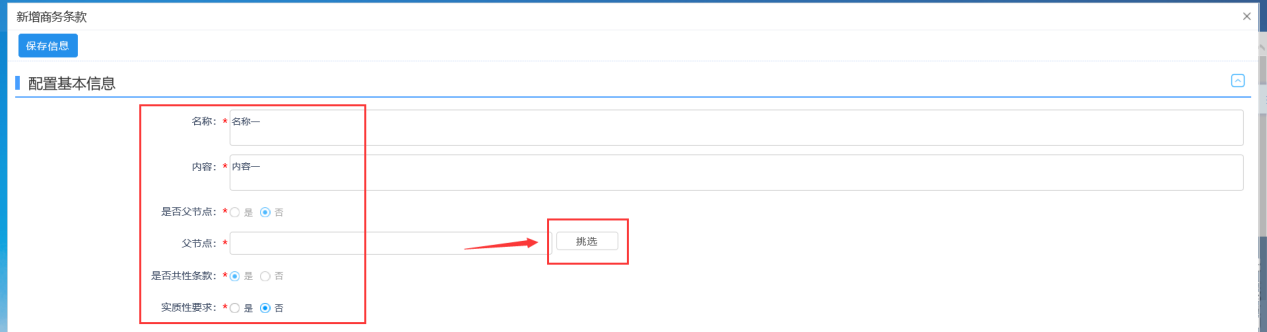 新增商务条款
保存信息
配置基本信息
名称：* 名称一
内容：* 内容一
是否父节点：* 是 否
父节点：* 挑选
是否共性条款：* 是 否
实质性要求：* 是 否